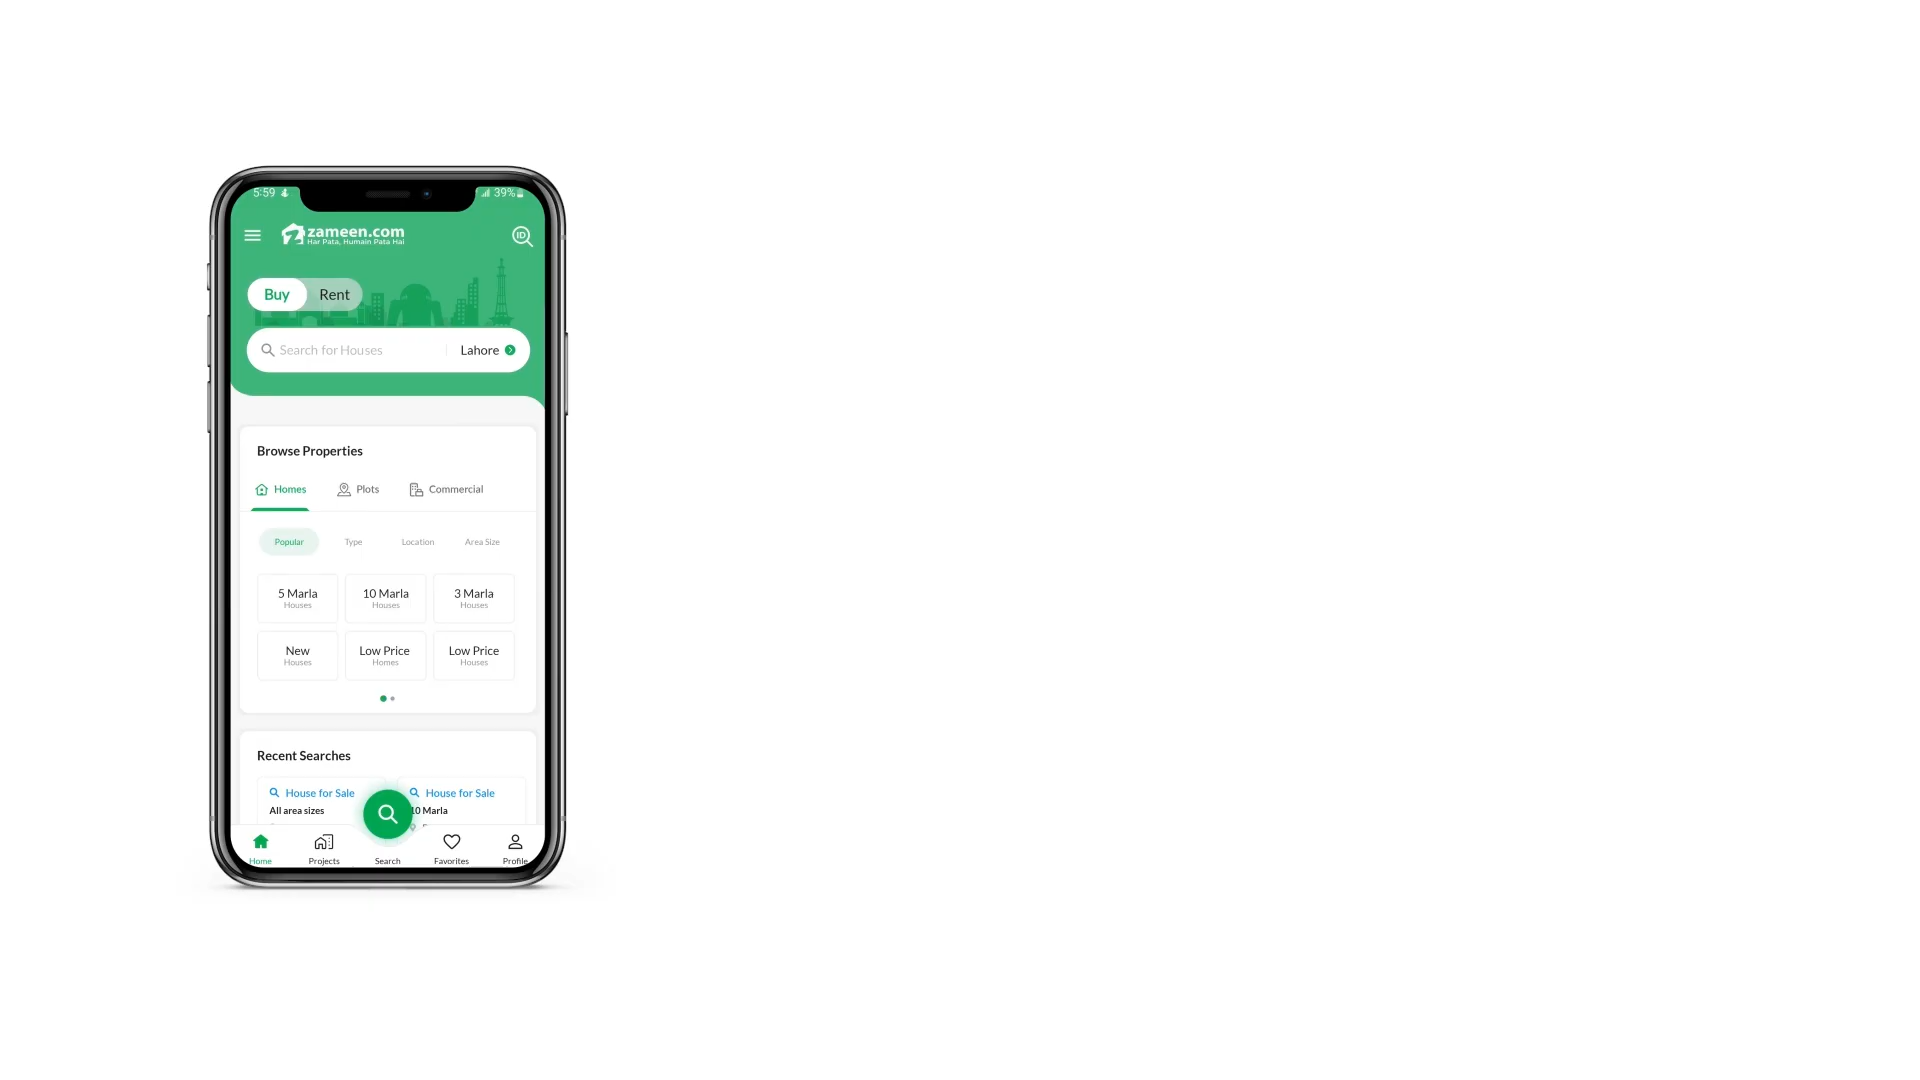 5:59
39%
zameen.com
Har Pata, Humain Pata Hai
ID
Buy Rent
Search for Houses Lahore
Browse Properties
Homes Plots Commercial
Popular Type Location Area Size
5 Marla 10 Marla 3 Marla
Houses Houses Houses
New Low Price Low Price
Houses Homes Houses
Recent Searches
House for Sale House for Sale
All area sizes 10 Marla
Home Projects Search Favorites Profile